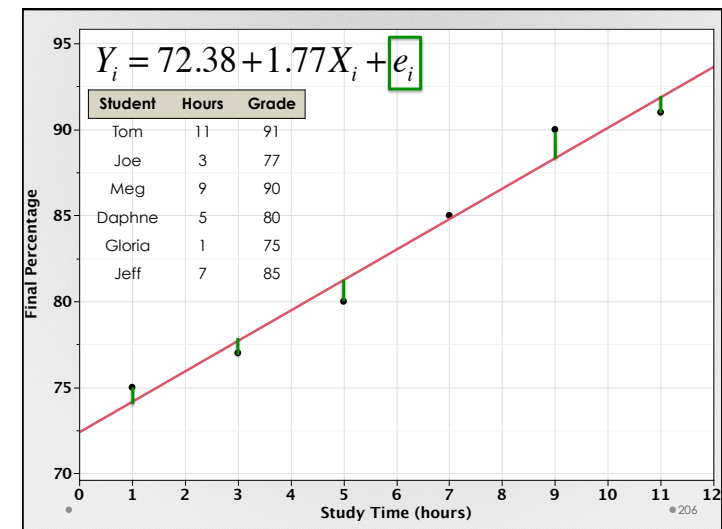 Yi = 72.38+1.77Xi + ei
Student Hours Grade
Tom 11 91
Joe 3 77
Meg 9 90
Daphne 5 80
Gloria 1 75
Jeff 7 85
95
90
85
80
75
70
Final Percentage
0 1 2 3 4 5 6 7 8 9 10 11 12
Study Time (hours)
206